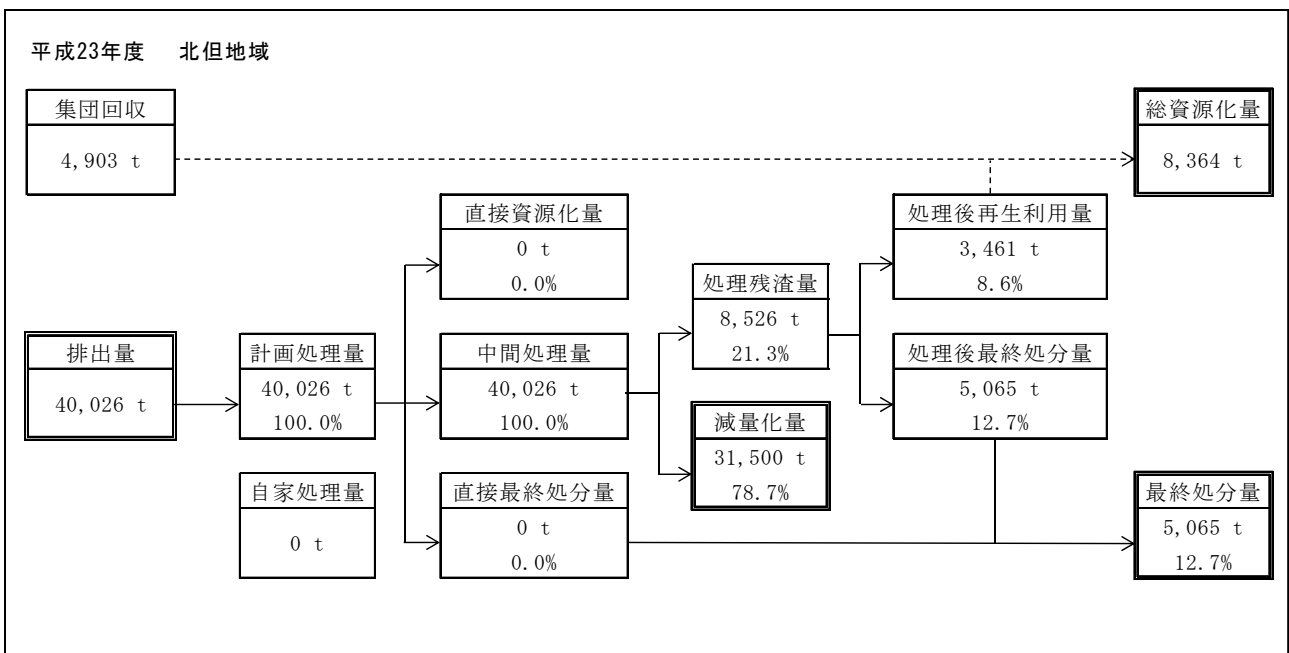 平成23年度 北但地域
集団回収
4,903 t
総資源化量
8,364 t
直接資源化量
0 t
0.0%
処理後再生利用量
3,461 t
8.6%
処理残渣量
8,526 t
21.3%
排出量
40,026 t
計画処理量
40,026 t
100.0%
中間処理量
40,026 t
100.0%
処理後最終処分量
5,065 t
12.7%
減量化量
31,500 t
78.7%
自家処理量
0 t
直接最終処分量
0 t
0.0%
最終処分量
5,065 t
12.7%